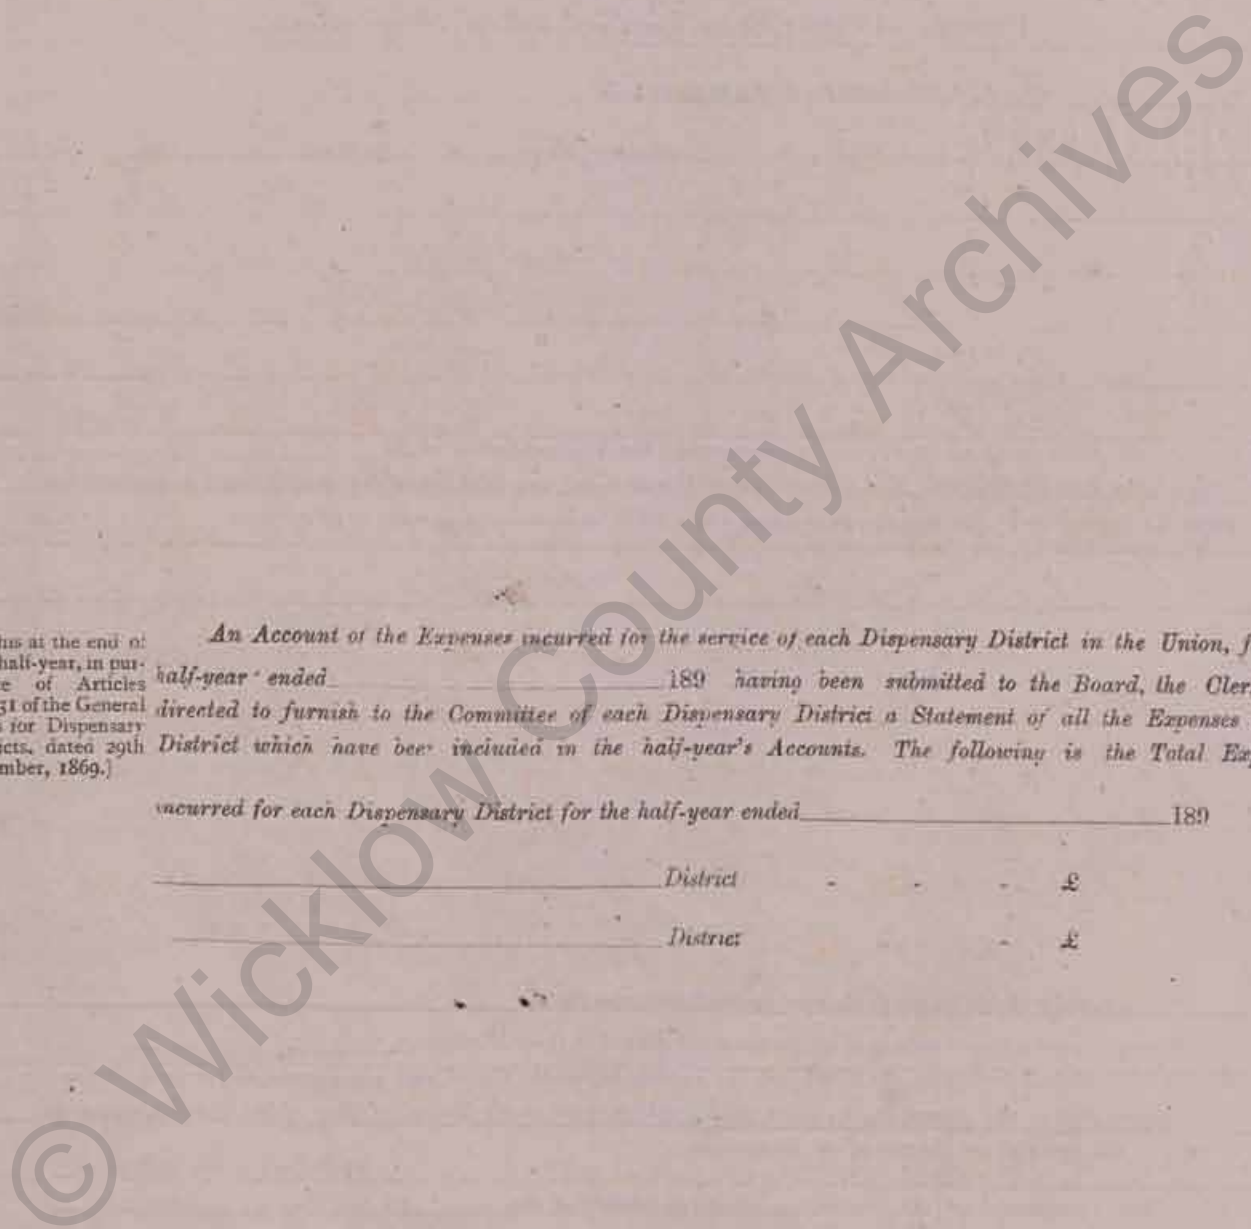 hus at the end of
half-year, in pur-
e of Articles
51 of the General
s for Dispensary
icts, dated 29th
mber, 1869.]
An Account of the Expenses incurred for the service of each Dispensary District in the Union, f
half-year ended 189 having been submitted to the Board, the Cler
directed to furnish to the Committee of each Dispensary District a Statement of all the Expenses
District which have been included in the half-year's Accounts. The following is the Total Exp
incurred for each Dispensary District for the half-year ended 189
District - - - £
District - £
© Wicklow County Archives